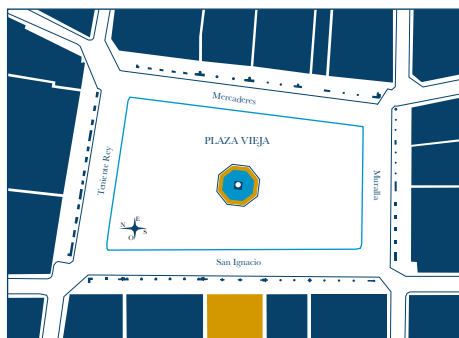 Mercaderes
PLAZA VIEJA
Teniente Rey
Muralla
E
N
S
O
San Ignacio